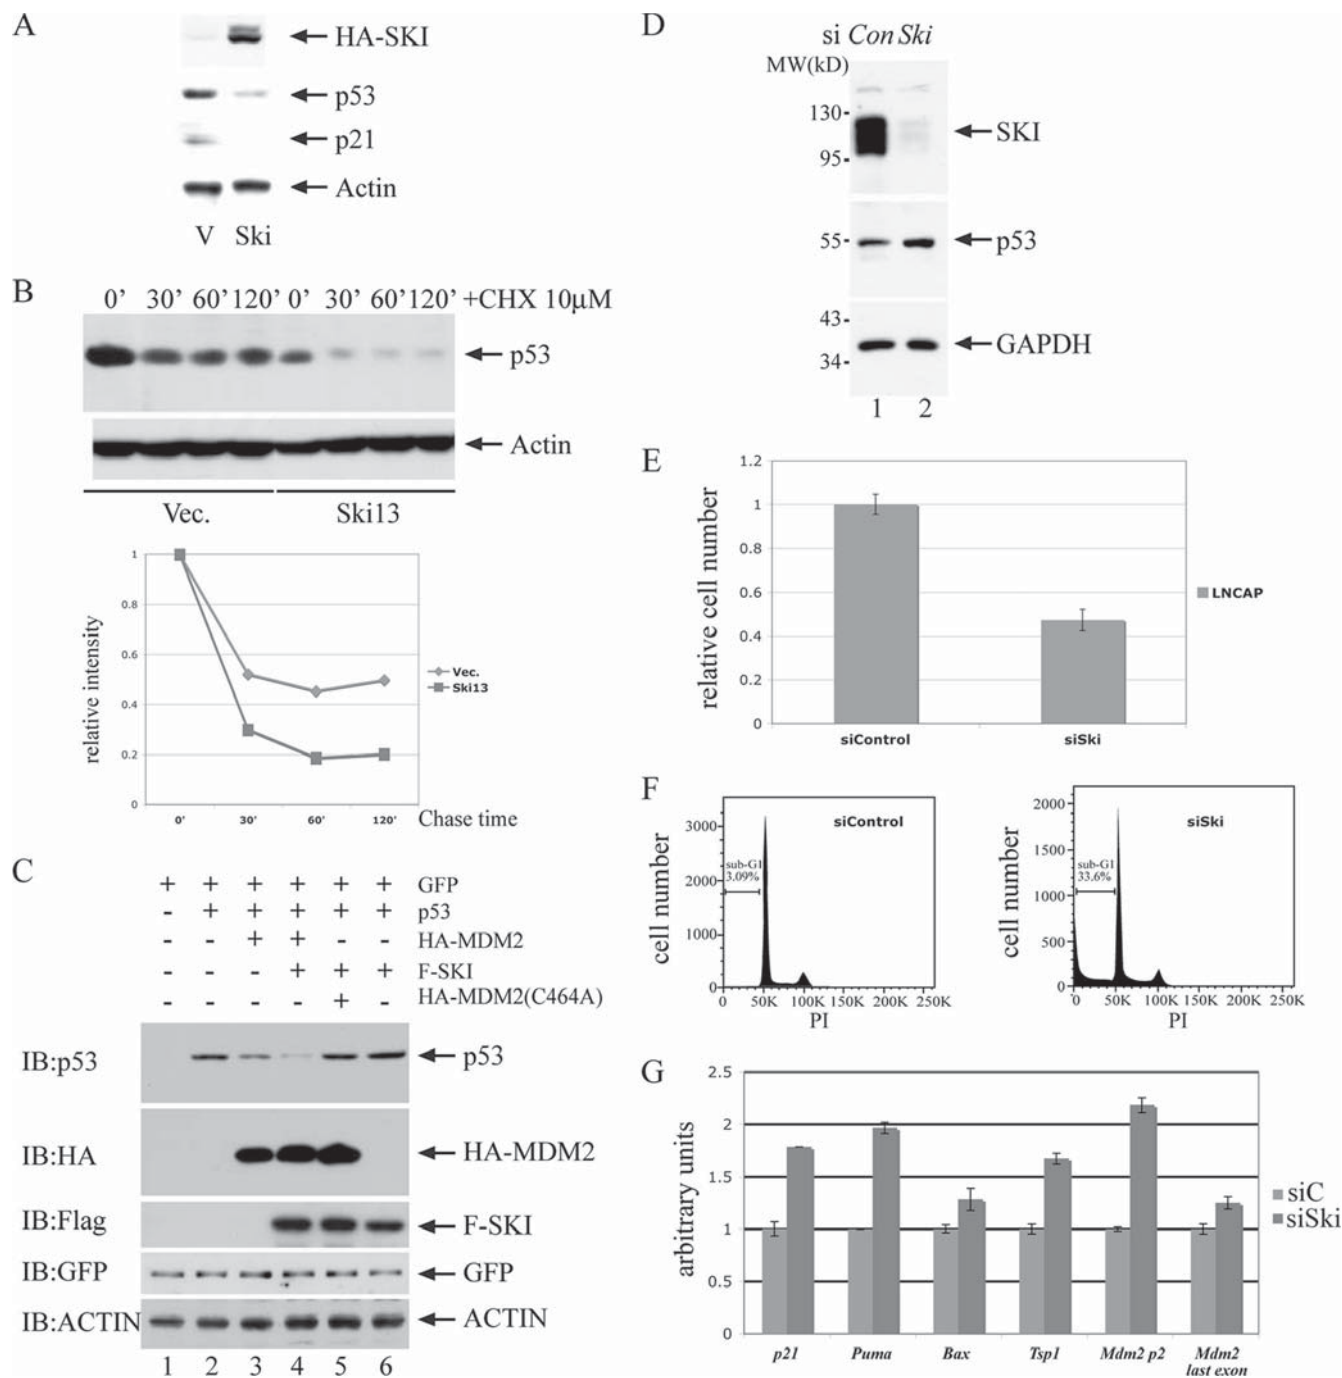 A
HA-SKI
p53
p21
Actin
V Ski
B
0' 30' 60' 120' 0' 30' 60' 120' +CHX 10μM
p53
Actin
Vec. Ski13
relative intensity
1
0.8
0.6
0.4
0.2
0
0' 30' 60' 120' Chase time
Vec.
Ski13
C
+ + + + + + GFP
- + + + + + p53
- - + + - - HA-MDM2
- - - + + + F-SKI
- - - - + - HA-MDM2(C464A)
IB:p53 p53
IB:HA HA-MDM2
IB:Flag F-SKI
IB:GFP GFP
IB:ACTIN ACTIN
1 2 3 4 5 6
D
si Con Ski
MW(kD)
130
95
SKI
55
p53
43
34
GAPDH
1 2
E
relative cell number
1.2
1
0.8
0.6
0.4
0.2
0
siControl siSki
LNCAP
F
cell number
3000
2000
1000
0
siControl
sub-G1
3.09%
0 50K 100K 150K 200K 250K
PI
cell number
2000
1500
1000
500
0
siSki
sub-G1
33.6%
0 50K 100K 150K 200K 250K
PI
G
arbitrary units
2.5
2
1.5
1
0.5
0
p21 Puma Bax Tsp1 Mdm2 p2 Mdm2
last exon
siC
siSki